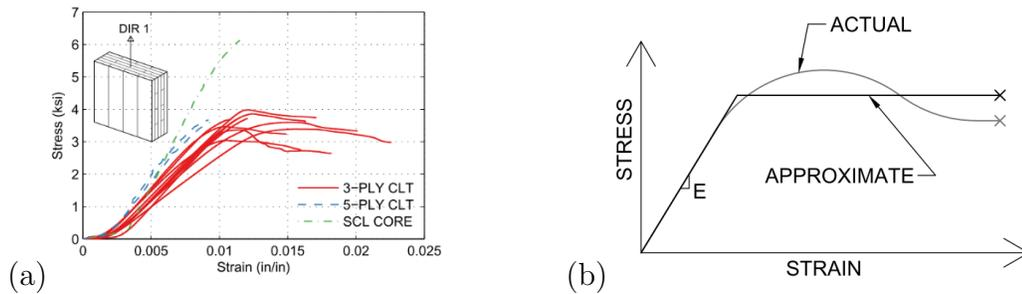 DIR 1
7
6
5
4
3
2
1
0
Stress (ksi)
3-PLY CLT
5-PLY CLT
SCL CORE
0 0.005 0.01 0.015 0.02 0.025
Strain (in/in)
(a)
ACTUAL
STRESS
APPROXIMATE
E
STRAIN
(b)